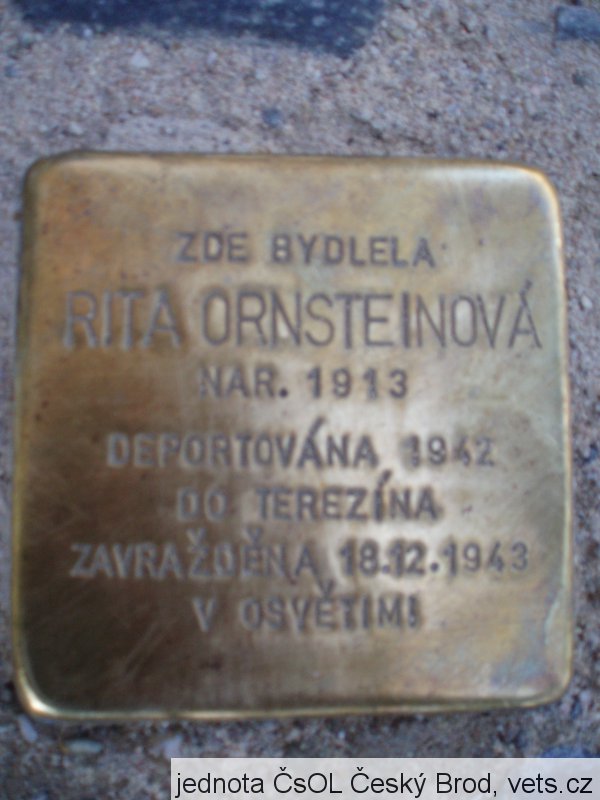 ZDE BYDLELA
RITA ORNSTEINOVÁ
NAR. 1913
DEPORTOVÁNA 1942
DO TEREZÍNA
ZAVRAŽDĚNA 18.12.1943
V OSVĚTIMI
jednota ČsOL Český Brod, vets.cz